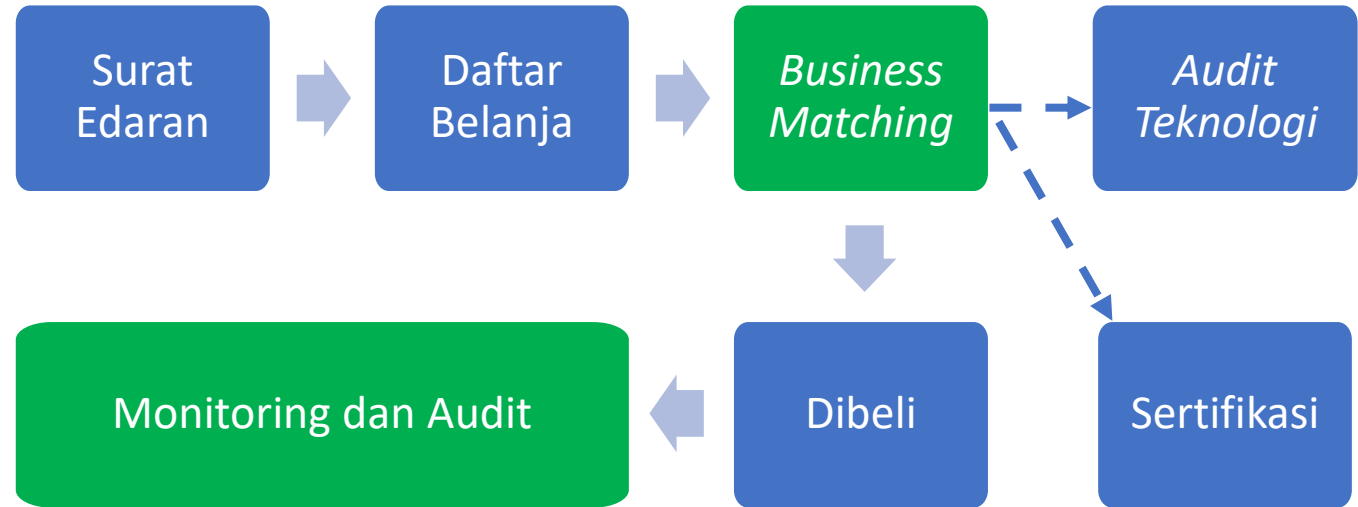 Surat
Edaran
Daftar
Belanja
Business
Matching
Audit
Teknologi
Monitoring dan Audit
Dibeli
Sertifikasi